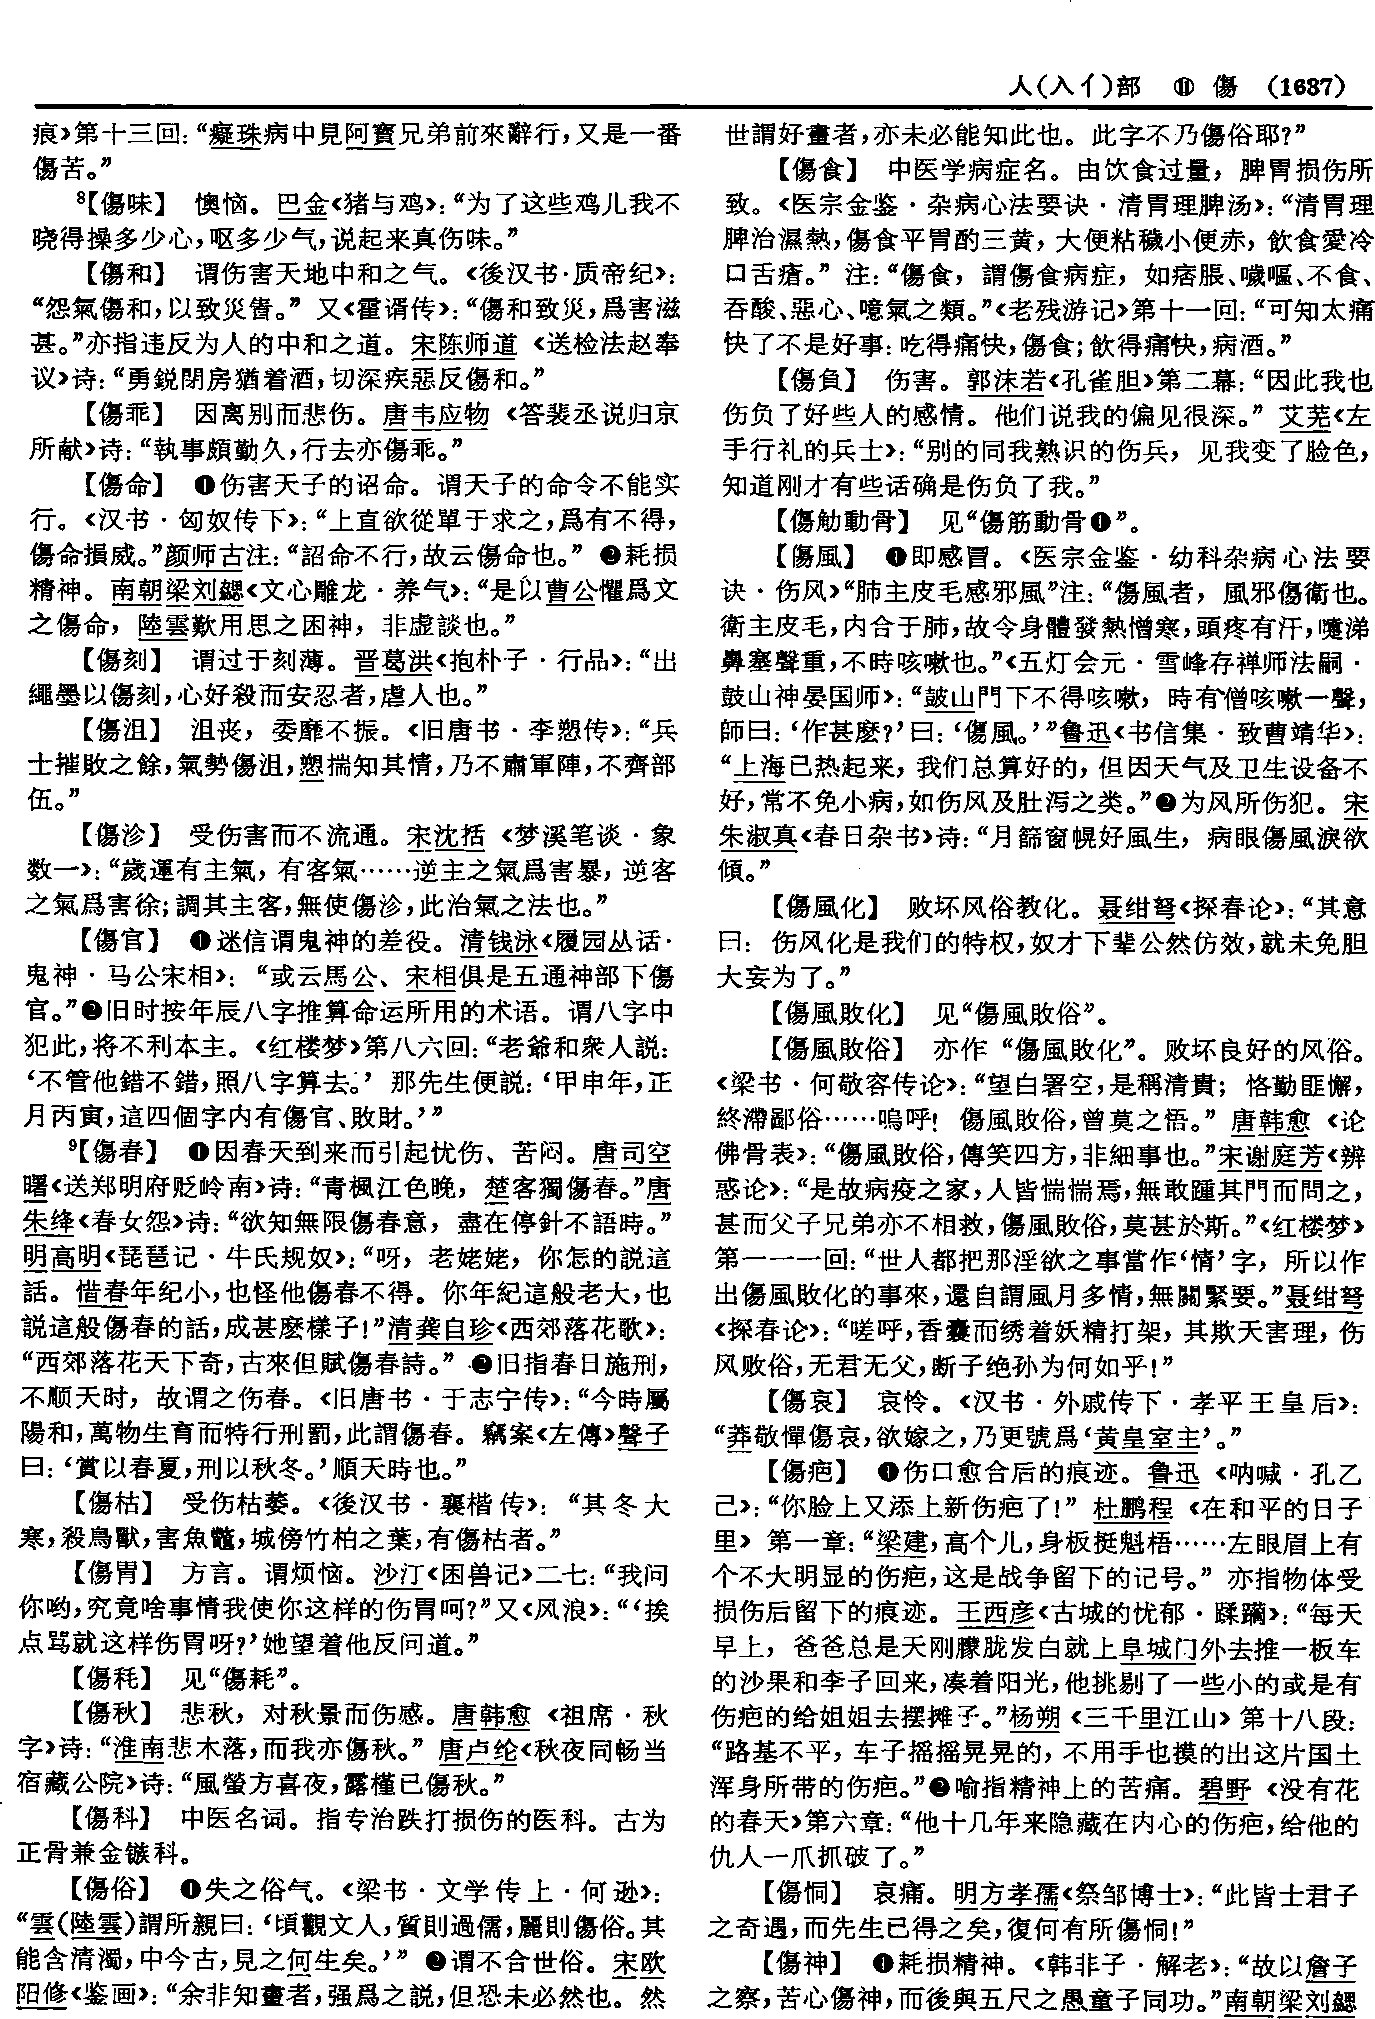 人(入亻)部　⑪　傷　(1687)
痕》第十三回：“癡珠病中見阿寶兄弟前來辭行，又是一番
傷苦。”
⁸【傷味】　懊恼。巴金《猪与鸡》：“为了这些鸡儿我不
晓得操多少心，呕多少气，说起来真伤味。”
【傷和】　谓伤害天地中和之气。《後汉书·质帝纪》：
“怨氣傷和，以致災眚。”又《霍谞传》：“傷和致災，爲害滋
甚。”亦指违反为人的中和之道。宋陈师道《送检法赵奉
议》诗：“勇鋭閉房猶着酒，切深疾惡反傷和。”
【傷乖】　因离别而悲伤。唐韦应物《答裴丞说归京
所献》诗：“執事頗勤久，行去亦傷乖。”
【傷命】　❶伤害天子的诏命。谓天子的命令不能实
行。《汉书·匈奴传下》：“上直欲從單于求之，爲有不得，
傷命損威。”颜师古注：“詔命不行，故云傷命也。”❷耗损
精神。南朝梁刘勰《文心雕龙·养气》：“是以曹公懼爲文
之傷命，陸雲歎用思之困神，非虚談也。”
【傷刻】　谓过于刻薄。晋葛洪《抱朴子·行品》：“出
繩墨以傷刻，心好殺而安忍者，虐人也。”
【傷沮】　沮丧，委靡不振。《旧唐书·李愬传》：“兵
士摧敗之餘，氣勢傷沮，愬揣知其情，乃不肅軍陣，不齊部
伍。”
【傷沴】　受伤害而不流通。宋沈括《梦溪笔谈·象
数一》：“歲運有主氣，有客氣……逆主之氣爲害暴，逆客
之氣爲害徐；調其主客，無使傷沴，此治氣之法也。”
【傷官】　❶迷信谓鬼神的差役。清钱泳《履园丛话·
鬼神·马公宋相》：“或云馬公、宋相俱是五通神部下傷
官。”❷旧时按年辰八字推算命运所用的术语。谓八字中
犯此，将不利本主。《红楼梦》第八六回：“老爺和衆人説：
‘不管他錯不錯，照八字算去。’那先生便説：‘甲申年，正
月丙寅，這四個字内有傷官、敗財。’”
⁹【傷春】　❶因春天到来而引起忧伤、苦闷。唐司空
曙《送郑明府贬岭南》诗：“青楓江色晚，楚客獨傷春。”唐
朱绛《春女怨》诗：“欲知無限傷春意，盡在停針不語時。”
明高明《琵琶记·牛氏规奴》：“呀，老姥姥，你怎的説這
話。惜春年纪小，也怪他傷春不得。你年紀這般老大，也
説這般傷春的話，成甚麽樣子！”清龚自珍《西郊落花歌》：
“西郊落花天下奇，古來但賦傷春詩。”❷旧指春日施刑，
不顺天时，故谓之伤春。《旧唐书·于志宁传》：“今時屬
陽和，萬物生育而特行刑罰，此謂傷春。竊案《左傳》聲子
曰：‘賞以春夏，刑以秋冬。’順天時也。”
【傷枯】　受伤枯萎。《後汉书·襄楷传》：“其冬大
寒，殺鳥獸，害魚鼈，城傍竹柏之葉，有傷枯者。”
【傷胃】　方言。谓烦恼。沙汀《困兽记》二七：“我问
你哟，究竟啥事情我使你这样的伤胃呵？”又《风浪》：“‘挨
点骂就这样伤胃呀？’她望着他反问道。”
【傷秏】　见“傷耗”。
【傷秋】　悲秋，对秋景而伤感。唐韩愈《祖席·秋
字》诗：“淮南悲木落，而我亦傷秋。”唐卢纶《秋夜同畅当
宿藏公院》诗：“風螢方喜夜，露槿已傷秋。”
【傷科】　中医名词。指专治跌打损伤的医科。古为
正骨兼金镞科。
【傷俗】　❶失之俗气。《梁书·文学传上·何逊》：
“雲(陸雲)謂所親曰：‘頃觀文人，質則過儒，麗則傷俗。其
能含清濁，中今古，見之何生矣。’”❷谓不合世俗。宋欧
阳修《鉴画》：“余非知畫者，强爲之説，但恐未必然也。然
世謂好畫者，亦未必能知此也。此字不乃傷俗耶？”
【傷食】　中医学病症名。由饮食过量，脾胃损伤所
致。《医宗金鉴·杂病心法要诀·清胃理脾汤》：“清胃理
脾治濕熱，傷食平胃酌三黄，大便粘穢小便赤，飲食愛冷
口舌瘡。”注：“傷食，謂傷食病症，如痞脹、噦嘔、不食、
吞酸、惡心、噫氣之類。”《老残游记》第十一回：“可知太痛
快了不是好事：吃得痛快，傷食；飲得痛快，病酒。”
【傷負】　伤害。郭沫若《孔雀胆》第二幕：“因此我也
伤负了好些人的感情。他们说我的偏见很深。”艾芜《左
手行礼的兵士》：“别的同我熟识的伤兵，见我变了脸色，
知道刚才有些话确是伤负了我。”
【傷觔動骨】　见“傷筋動骨❶”。
【傷風】　❶即感冒。《医宗金鉴·幼科杂病心法要
诀·伤风》“肺主皮毛感邪風”注：“傷風者，風邪傷衛也。
衛主皮毛，内合于肺，故令身體發熱憎寒，頭疼有汗，嚏涕
鼻塞聲重，不時咳嗽也。”《五灯会元·雪峰存禅师法嗣·
鼓山神晏国师》：“鼓山門下不得咳嗽，時有僧咳嗽一聲，
師曰：‘作甚麽？’曰：‘傷風。’”鲁迅《书信集·致曹靖华》：
“上海已热起来，我们总算好的，但因天气及卫生设备不
好，常不免小病，如伤风及肚泻之类。”❷为风所伤犯。宋
朱淑真《春日杂书》诗：“月篩窗幌好風生，病眼傷風淚欲
傾。”
【傷風化】　败坏风俗教化。聂绀弩《探春论》：“其意
曰：伤风化是我们的特权，奴才下辈公然仿效，就未免胆
大妄为了。”
【傷風敗化】　见“傷風敗俗”。
【傷風敗俗】　亦作“傷風敗化”。败坏良好的风俗。
《梁书·何敬容传论》：“望白署空，是稱清貴；恪勤匪懈，
終滯鄙俗……嗚呼！傷風敗俗，曾莫之悟。”唐韩愈《论
佛骨表》：“傷風敗俗，傳笑四方，非細事也。”宋谢庭芳《辨
惑论》：“是故病疫之家，人皆惴惴焉，無敢踵其門而問之，
甚而父子兄弟亦不相救，傷風敗俗，莫甚於斯。”《红楼梦》
第一一一回：“世人都把那淫欲之事當作‘情’字，所以作
出傷風敗化的事來，還自謂風月多情，無關緊要。”聂绀弩
《探春论》：“嗟呼，香囊而绣着妖精打架，其欺天害理，伤
风败俗，无君无父，断子绝孙为何如乎！”
【傷哀】　哀怜。《汉书·外戚传下·孝平王皇后》：
“莽敬憚傷哀，欲嫁之，乃更號爲‘黄皇室主’。”
【傷疤】　❶伤口愈合后的痕迹。鲁迅《呐喊·孔乙
己》：“你脸上又添上新伤疤了！”杜鹏程《在和平的日子
里》第一章：“梁建，高个儿，身板挺魁梧……左眼眉上有
个不大明显的伤疤，这是战争留下的记号。”亦指物体受
损伤后留下的痕迹。王西彦《古城的忧郁·蹂躏》：“每天
早上，爸爸总是天刚朦胧发白就上阜城门外去推一板车
的沙果和李子回来，凑着阳光，他挑剔了一些小的或是有
伤疤的给姐姐去摆摊子。”杨朔《三千里江山》第十八段：
“路基不平，车子摇摇晃晃的，不用手也摸的出这片国土
浑身所带的伤疤。”❷喻指精神上的苦痛。碧野《没有花
的春天》第六章：“他十几年来隐藏在内心的伤疤，给他的
仇人一爪抓破了。”
【傷恫】　哀痛。明方孝孺《祭邹博士》：“此皆士君子
之奇遇，而先生已得之矣，復何有所傷恫！”
【傷神】　❶耗损精神。《韩非子·解老》：“故以詹子
之察，苦心傷神，而後與五尺之愚童子同功。”南朝梁刘勰